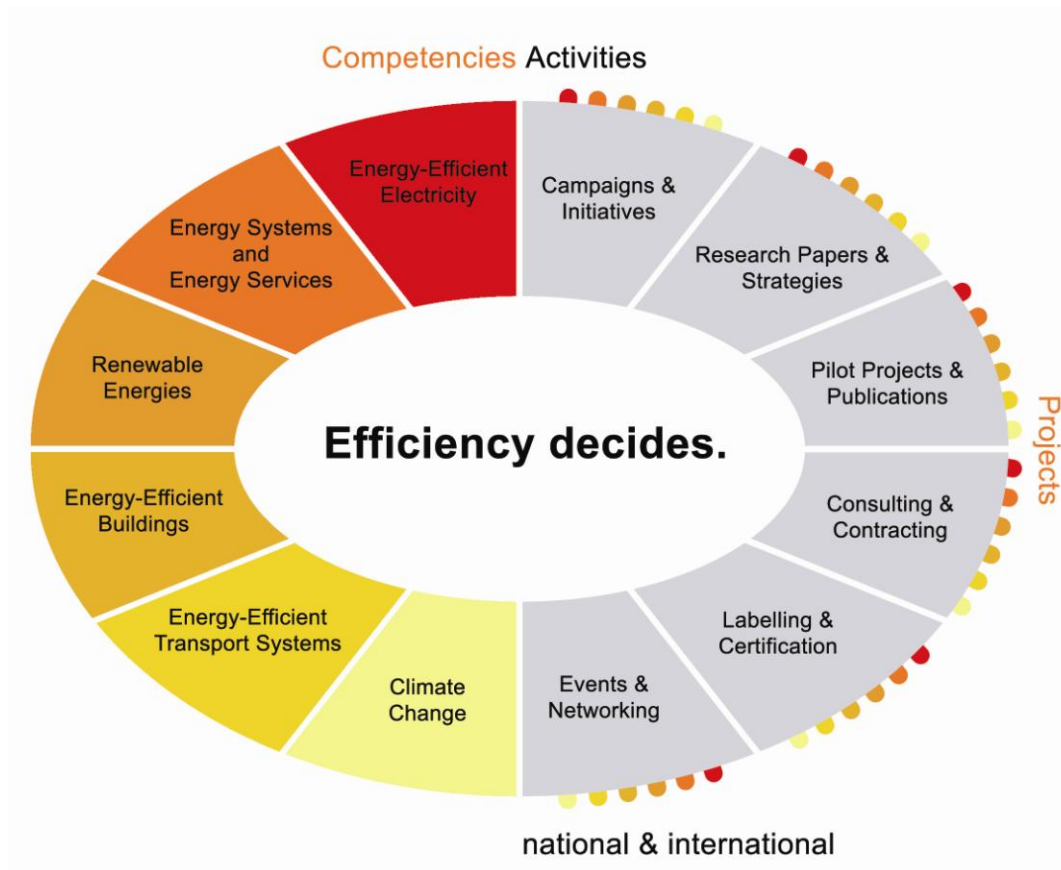 Competencies Activities
Energy-Efficient
Electricity
Campaigns &
Initiatives
Energy Systems
and
Energy Services
Research Papers &
Strategies
Renewable
Energies
Pilot Projects &
Publications
Efficiency decides.
Projects
Energy-Efficient
Buildings
Consulting &
Contracting
Energy-Efficient
Transport Systems
Labelling &
Certification
Climate
Change
Events &
Networking
national & international